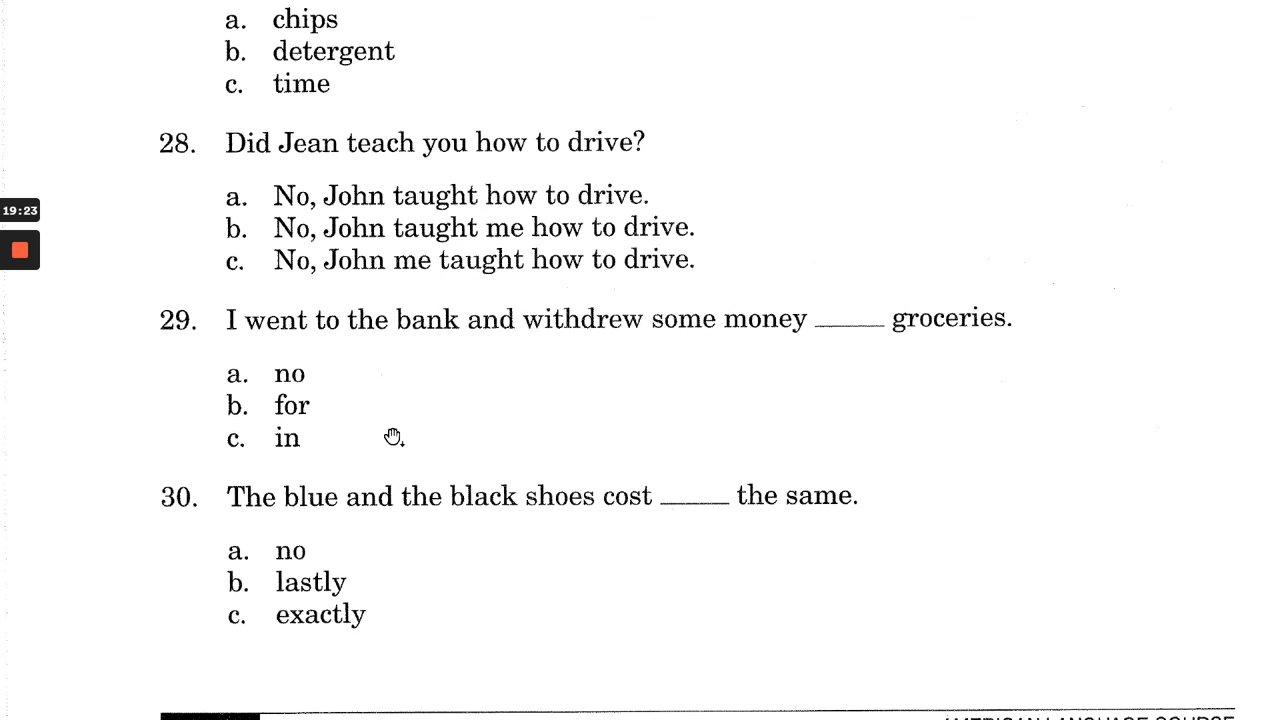 a. chips
b. detergent
c. time
28. Did Jean teach you how to drive?
a. No, John taught how to drive.
b. No, John taught me how to drive.
c. No, John me taught how to drive.
19:23
29. I went to the bank and withdrew some money _____ groceries.
a. no
b. for
c. in
30. The blue and the black shoes cost _____ the same.
a. no
b. lastly
c. exactly
AMERICAN LANGUAGE COURSE